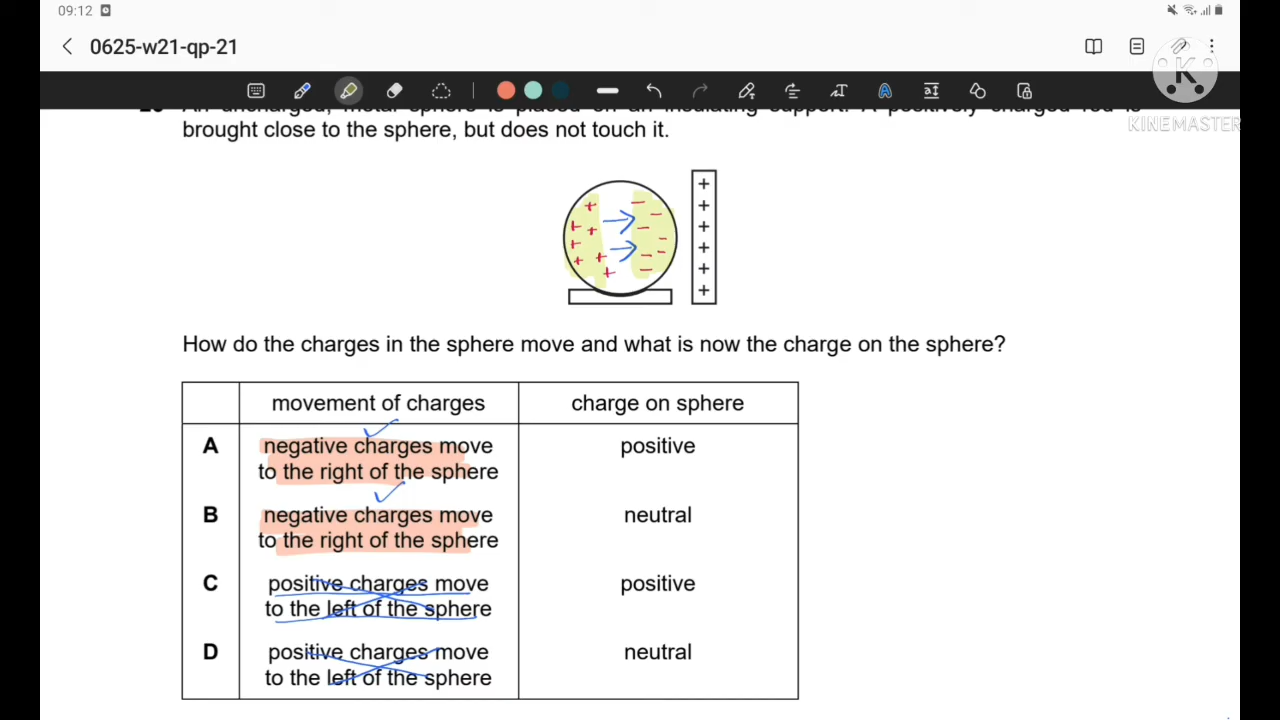 09:12
0625-w21-qp-21
K
KINEMASTER
brought close to the sphere, but does not touch it.
+ + + + + + + +
− − − − − − − −
+
+
+
+
+
+
How do the charges in the sphere move and what is now the charge on the sphere?
movement of charges charge on sphere
A negative charges move positive
to the right of the sphere
B negative charges move neutral
to the right of the sphere
C positive charges move positive
to the left of the sphere
D positive charges move neutral
to the left of the sphere